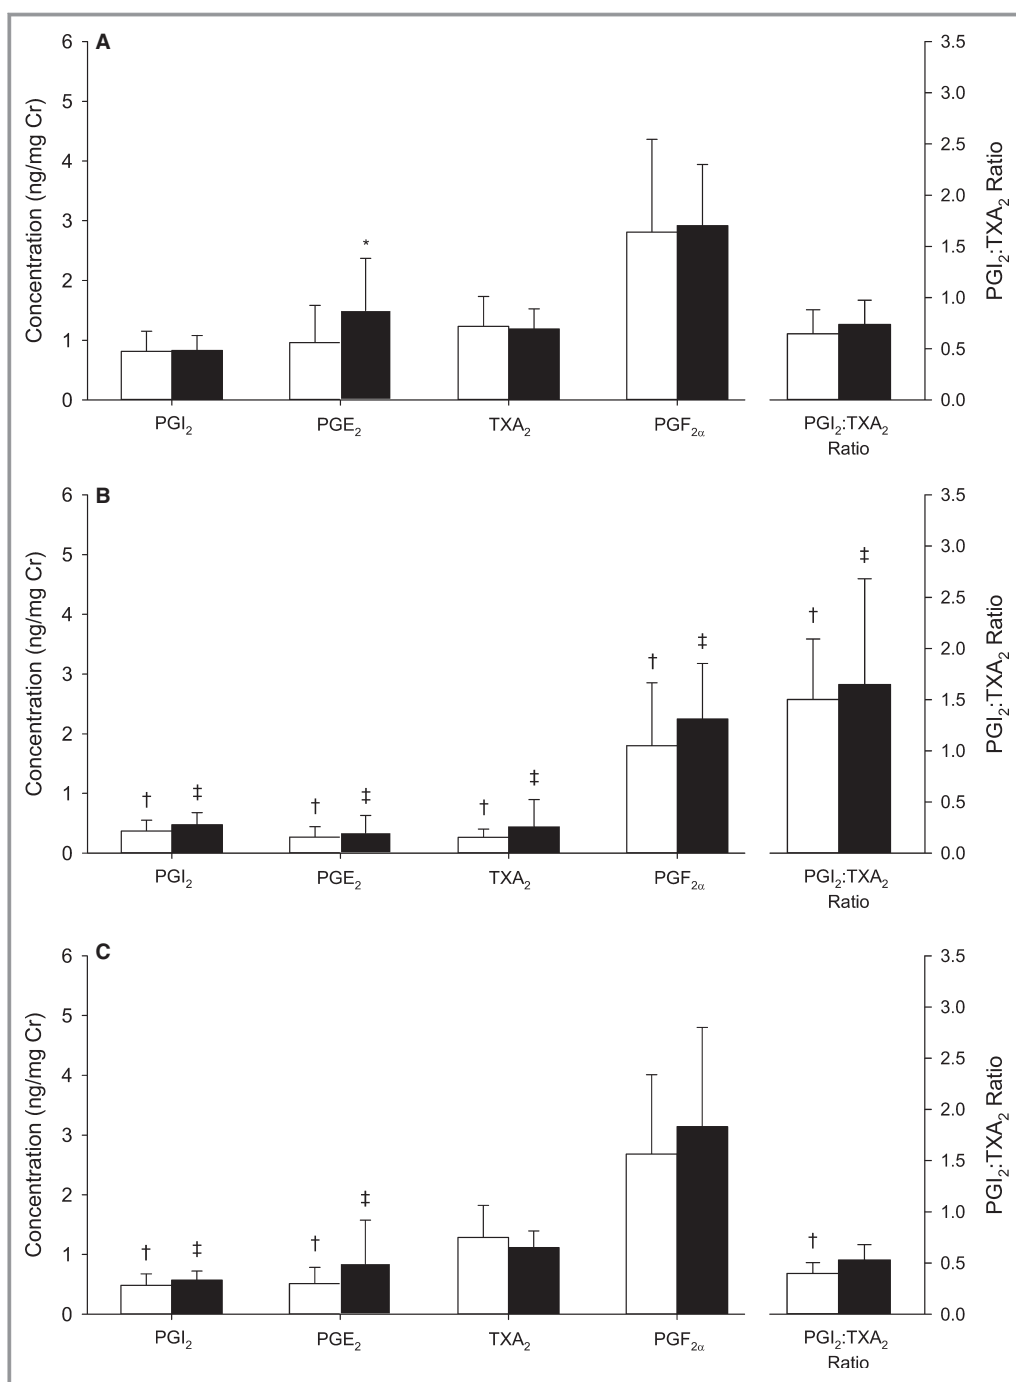 A
6
5
4
3
2
1
0
Concentration (ng/mg Cr)
*
3.5
3.0
2.5
2.0
1.5
1.0
0.5
0.0
PGI₂:TXA₂ Ratio
PGI₂ PGE₂ TXA₂ PGF₂α PGI₂:TXA₂
Ratio
B
6
5
4
3
2
1
0
Concentration (ng/mg Cr)
† ‡ † ‡ † ‡ † ‡ † ‡
3.5
3.0
2.5
2.0
1.5
1.0
0.5
0.0
PGI₂:TXA₂ Ratio
PGI₂ PGE₂ TXA₂ PGF₂α PGI₂:TXA₂
Ratio
C
6
5
4
3
2
1
0
Concentration (ng/mg Cr)
† ‡ † ‡ †
3.5
3.0
2.5
2.0
1.5
1.0
0.5
0.0
PGI₂:TXA₂ Ratio
PGI₂ PGE₂ TXA₂ PGF₂α PGI₂:TXA₂
Ratio